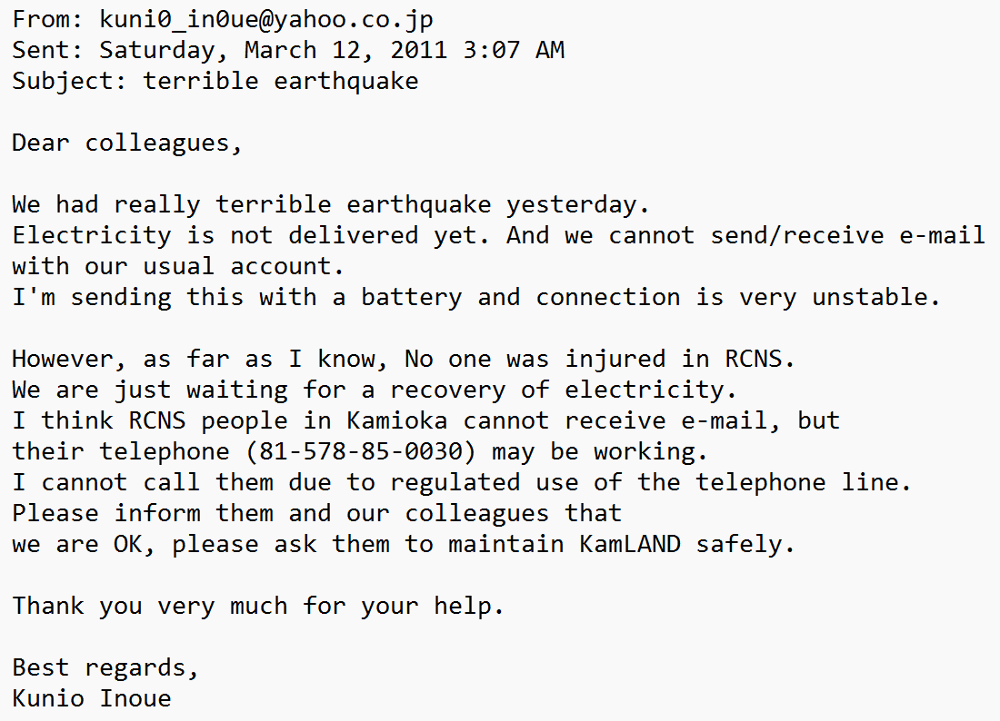 From: kuni0_in0ue@yahoo.co.jp
Sent: Saturday, March 12, 2011 3:07 AM
Subject: terrible earthquake
Dear colleagues,
We had really terrible earthquake yesterday.
Electricity is not delivered yet. And we cannot send/receive e-mail
with our usual account.
I'm sending this with a battery and connection is very unstable.
However, as far as I know, No one was injured in RCNS.
We are just waiting for a recovery of electricity.
I think RCNS people in Kamioka cannot receive e-mail, but
their telephone (81-578-85-0030) may be working.
I cannot call them due to regulated use of the telephone line.
Please inform them and our colleagues that
we are OK, please ask them to maintain KamLAND safely.
Thank you very much for your help.
Best regards,
Kunio Inoue